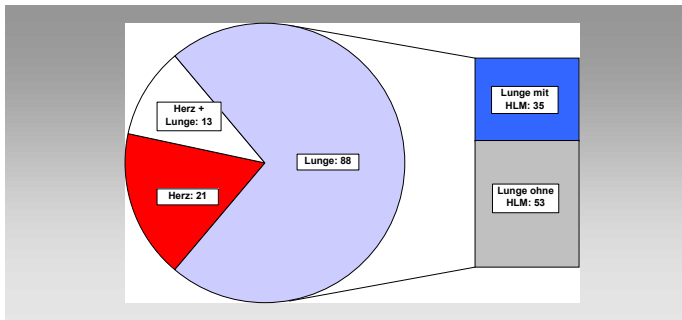 Herz +
Lunge: 13
Lunge: 88
Herz: 21
Lunge mit
HLM: 35
Lunge ohne
HLM: 53